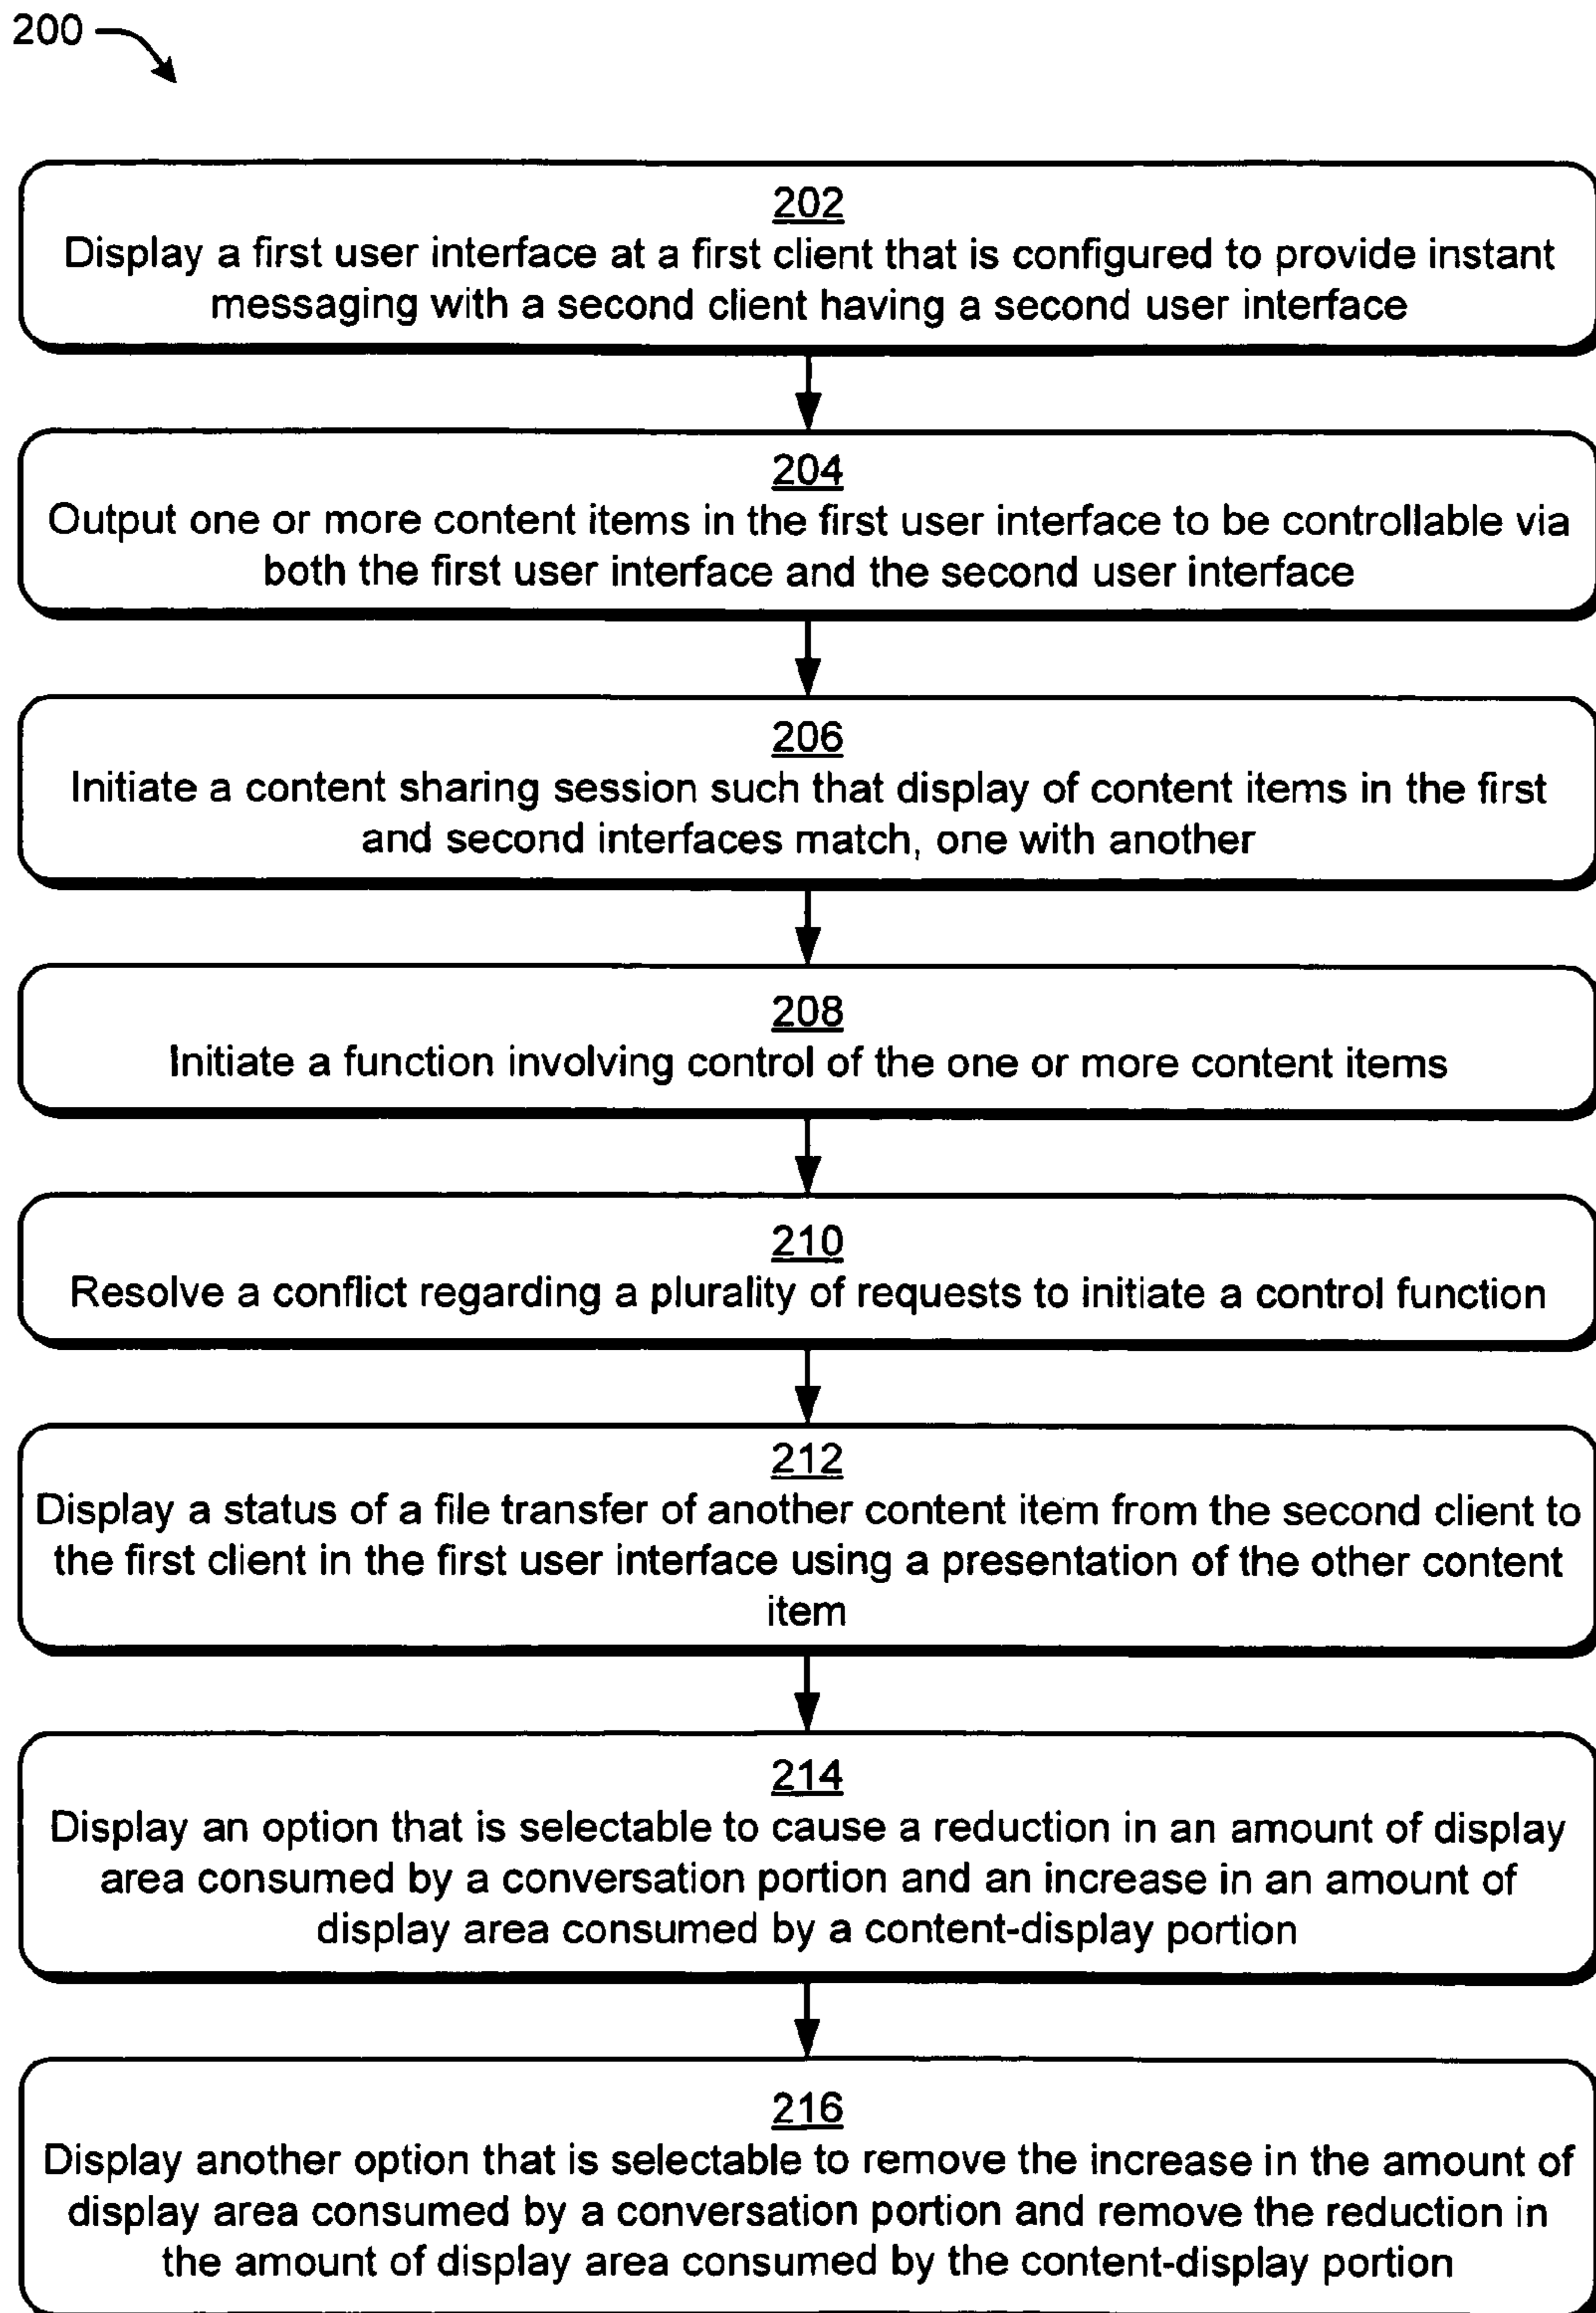 200
202
Display a first user interface at a first client that is configured to provide instant
messaging with a second client having a second user interface
204
Output one or more content items in the first user interface to be controllable via
both the first user interface and the second user interface
206
Initiate a content sharing session such that display of content items in the first
and second interfaces match, one with another
208
Initiate a function involving control of the one or more content items
210
Resolve a conflict regarding a plurality of requests to initiate a control function
212
Display a status of a file transfer of another content item from the second client to
the first client in the first user interface using a presentation of the other content
item
214
Display an option that is selectable to cause a reduction in an amount of display
area consumed by a conversation portion and an increase in an amount of
display area consumed by a content-display portion
216
Display another option that is selectable to remove the increase in the amount of
display area consumed by a conversation portion and remove the reduction in
the amount of display area consumed by the content-display portion